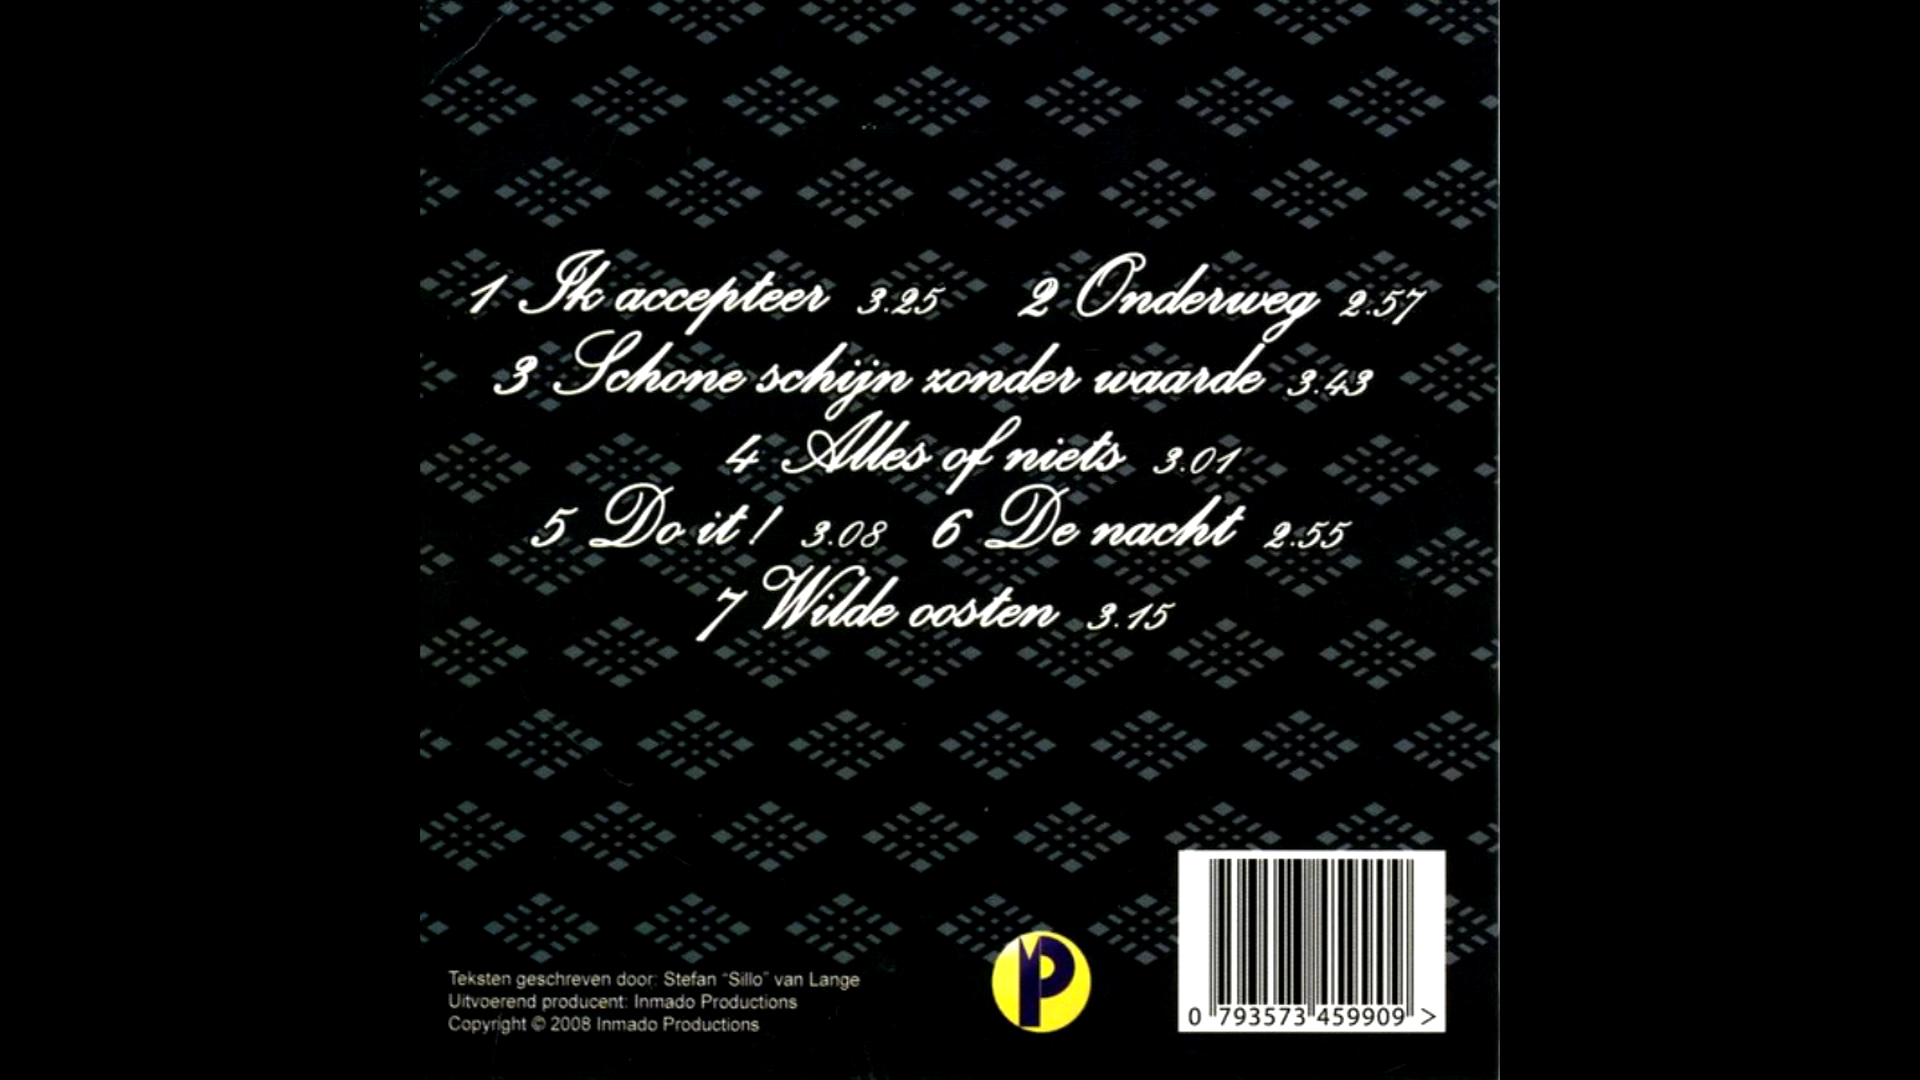 1 Ik accepteer 3.25 2 Onderweg 2.57
3 Schone schijn zonder waarde 3.43
4 Alles of niets 3.01
5 Do it! 3.08 6 De nacht 2.55
7 Wilde oosten 3.15
Teksten geschreven door: Stefan "Sillo" van Lange
Uitvoerend producent: Inmado Productions
Copyright © 2008 Inmado Productions
P
0 793573 459909 >